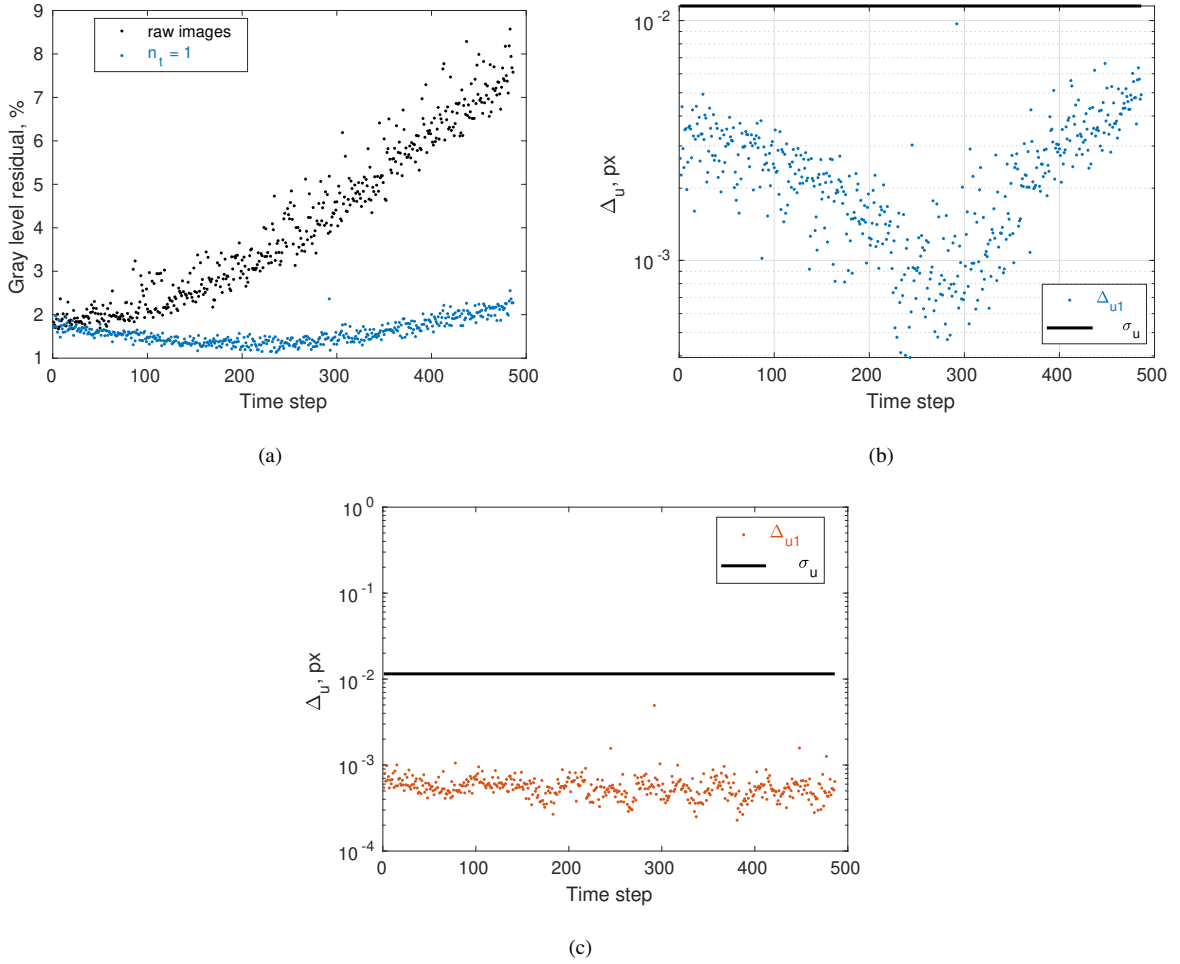 9
8
7
6
5
4
3
2
1
Gray level residual, %
raw images
n_t = 1
0 100 200 300 400 500
Time step
(a)
10^-2
10^-3
Δ_u, px
Δ_u1
σ_u
0 100 200 300 400 500
Time step
(b)
10^0
10^-1
10^-2
10^-3
10^-4
Δ_u, px
Δ_u1
σ_u
0 100 200 300 400 500
Time step
(c)